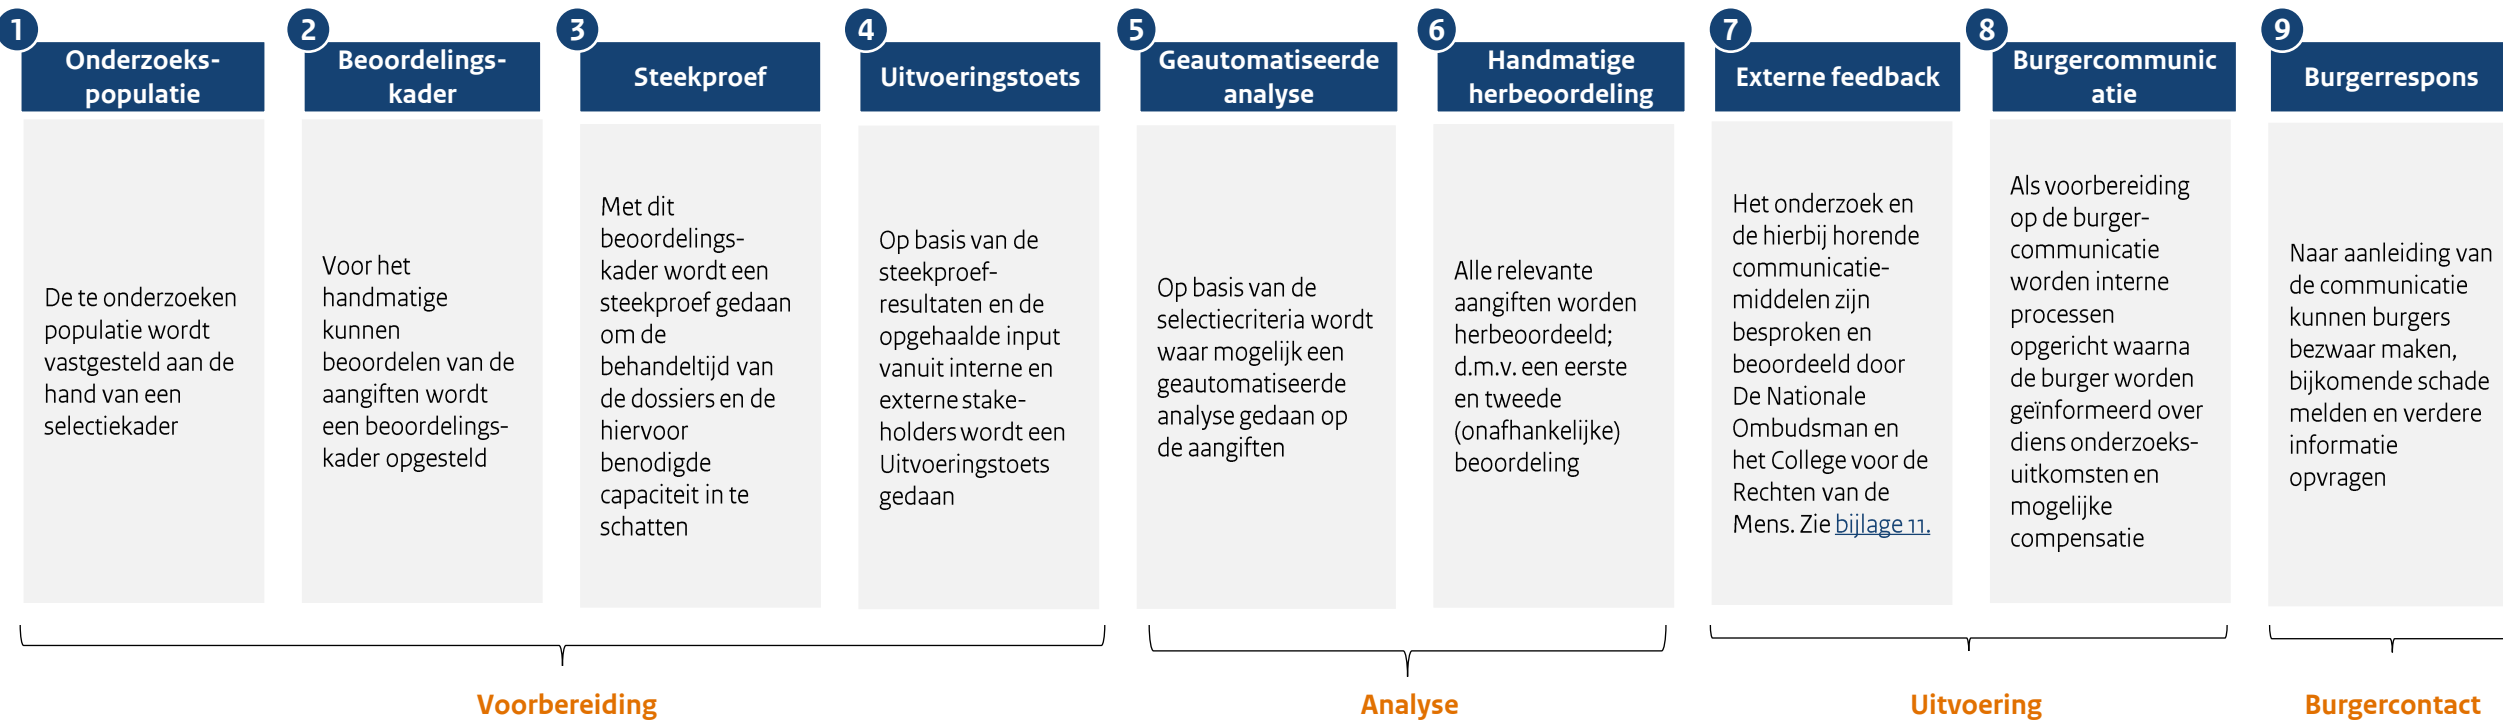 1
Onderzoeks-
populatie
De te onderzoeken
populatie wordt
vastgesteld aan de
hand van een
selectiekader
2
Beoordelings-
kader
Voor het
handmatige
kunnen
beoordelen van de
aangiften wordt
een beoordelings-
kader opgesteld
3
Steekproef
Met dit
beoordelings-
kader wordt een
steekproef gedaan
om de
behandeltijd van
de dossiers en de
hiervoor
benodigde
capaciteit in te
schatten
4
Uitvoeringstoets
Op basis van de
steekproef-
resultaten en de
opgehaalde input
vanuit interne en
externe stake-
holders wordt een
Uitvoeringstoets
gedaan
Voorbereiding
5
Geautomatiseerde
analyse
Op basis van de
selectiecriteria wordt
waar mogelijk een
geautomatiseerde
analyse gedaan op
de aangiften
6
Handmatige
herbeoordeling
Alle relevante
aangiften worden
herbeoordeeld;
d.m.v. een eerste
en tweede
(onafhankelijke)
beoordeling
Analyse
7
Externe feedback
Het onderzoek en
de hierbij horende
communicatie-
middelen zijn
besproken en
beoordeeld door
De Nationale
Ombudsman en
het College voor de
Rechten van de
Mens. Zie bijlage 11.
8
Burgercommunic
atie
Als voorbereiding
op de burger-
communicatie
worden interne
processen
opgericht waarna
de burger worden
geïnformeerd over
diens onderzoeks-
uitkomsten en
mogelijke
compensatie
Uitvoering
9
Burgerrespons
Naar aanleiding van
de communicatie
kunnen burgers
bezwaar maken,
bijkomende schade
melden en verdere
informatie
opvragen
Burgercontact